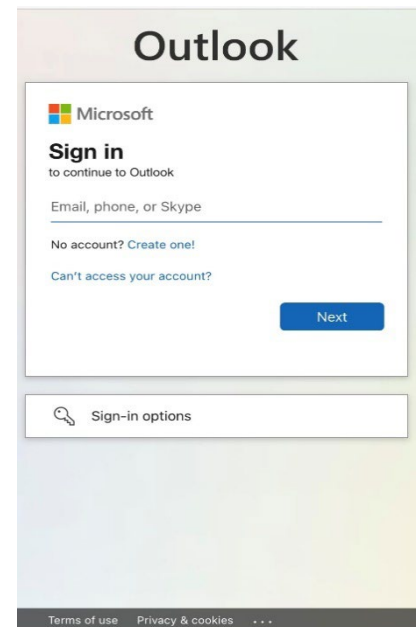 Outlook
Microsoft
Sign in
to continue to Outlook
Email, phone, or Skype
No account? Create one!
Can't access your account?
Next
Sign-in options
Terms of use Privacy & cookies ...